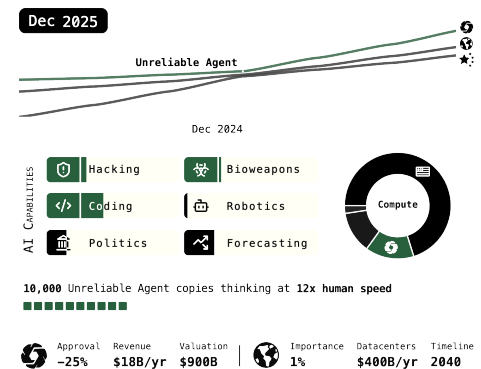 Dec 2025
Unreliable Agent
Dec 2024
AI Capabilities
Hacking
Bioweapons
Coding
Robotics
Politics
Forecasting
Compute
10,000 Unreliable Agent copies thinking at 12x human speed
Approval Revenue Valuation Importance Datacenters Timeline
−25% $18B/yr $900B 1% $400B/yr 2040